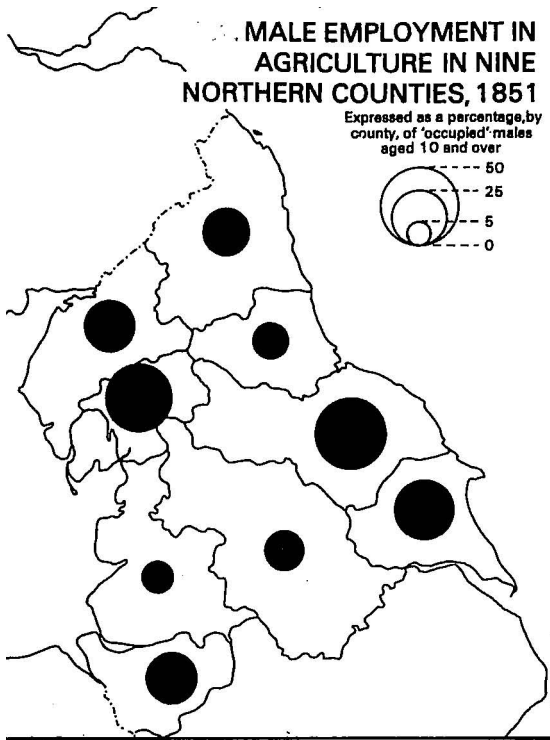 MALE EMPLOYMENT IN
AGRICULTURE IN NINE
NORTHERN COUNTIES, 1851
Expressed as a percentage, by
county, of 'occupied' males
aged 10 and over
50
25
5
0